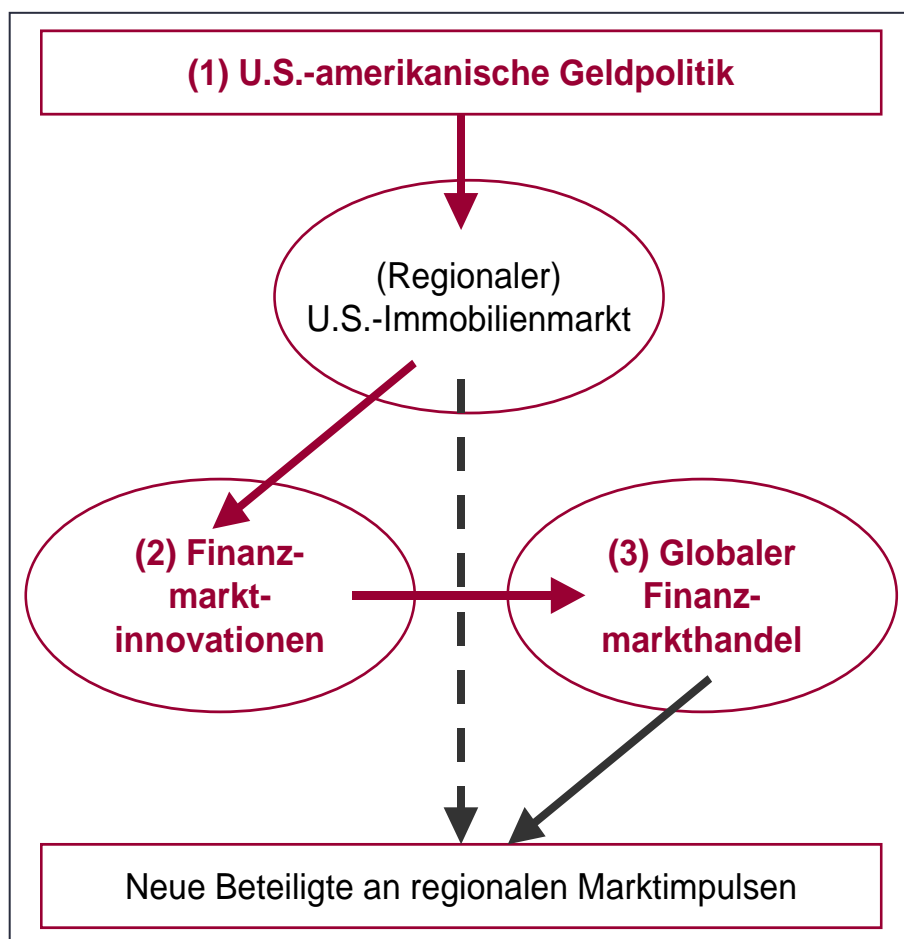 (1) U.S.-amerikanische Geldpolitik
(Regionaler)
U.S.-Immobilienmarkt
(2) Finanz-
markt-
innovationen
(3) Globaler
Finanz-
markthandel
Neue Beteiligte an regionalen Marktimpulsen